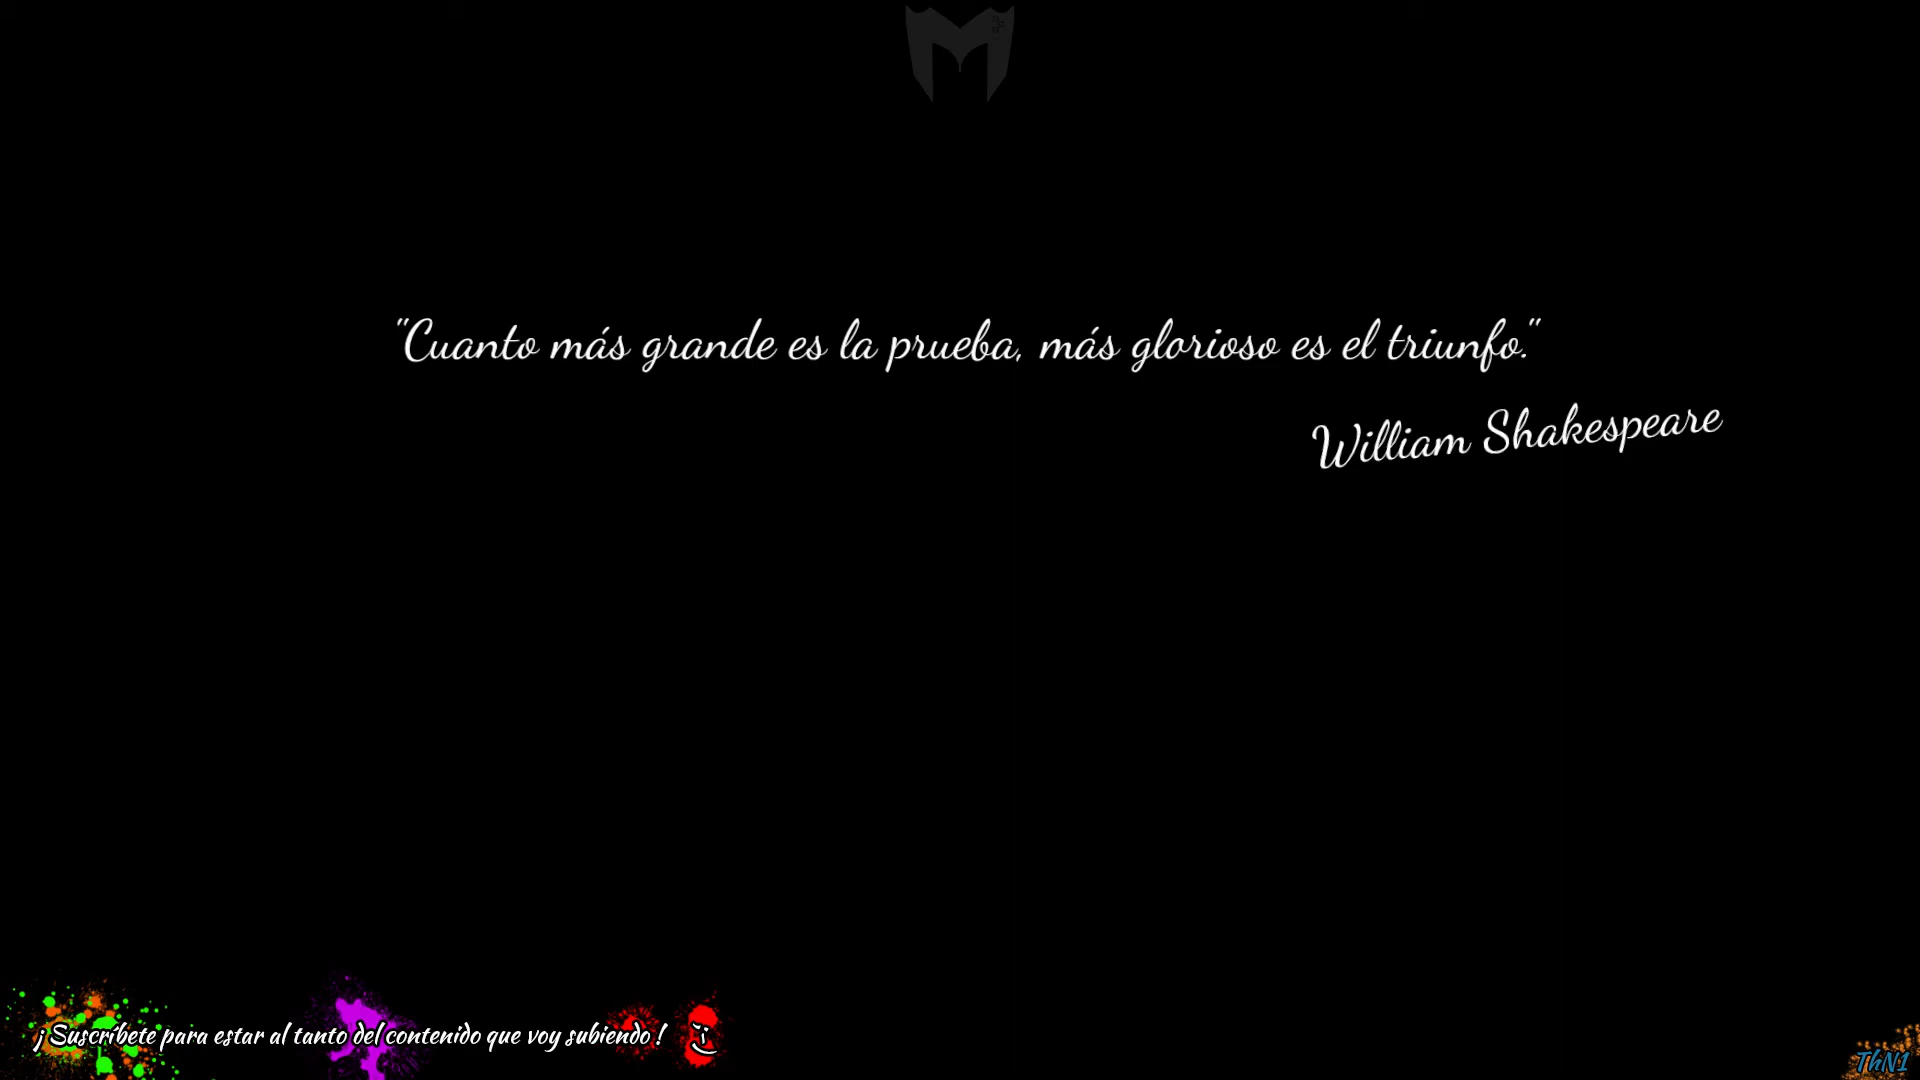 "Cuanto más grande es la prueba, más glorioso es el triunfo."
William Shakespeare
¡ Suscríbete para estar al tanto del contenido que voy subiendo !
ThN1